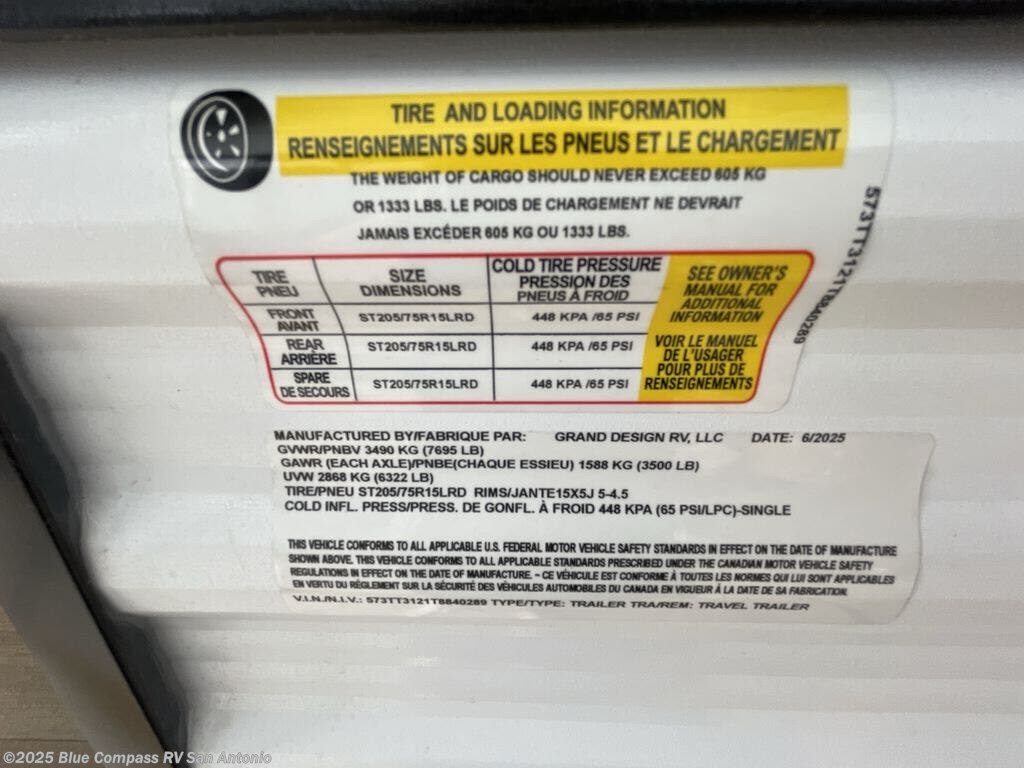 TIRE AND LOADING INFORMATION
RENSEIGNEMENTS SUR LES PNEUS ET LE CHARGEMENT
THE WEIGHT OF CARGO SHOULD NEVER EXCEED 605 KG
OR 1333 LBS. LE POIDS DE CHARGEMENT NE DEVRAIT
JAMAIS EXCÉDER 605 KG OU 1333 LBS.
573TT3121T8840289
TIRE
PNEU
SIZE
DIMENSIONS
COLD TIRE PRESSURE
PRESSION DES
PNEUS À FROID
FRONT
AVANT
ST205/75R15LRD
448 KPA /65 PSI
REAR
ARRIÈRE
ST205/75R15LRD
448 KPA /65 PSI
SPARE
DE SECOURS
ST205/75R15LRD
448 KPA /65 PSI
SEE OWNER'S
MANUAL FOR
ADDITIONAL
INFORMATION
VOIR LE MANUEL
DE L'USAGER
POUR PLUS DE
RENSEIGNEMENTS
MANUFACTURED BY/FABRIQUE PAR: GRAND DESIGN RV, LLC DATE: 6/2025
GVWR/PNBV 3490 KG (7695 LB)
GAWR (EACH AXLE)/PNBE(CHAQUE ESSIEU) 1588 KG (3500 LB)
UVW 2868 KG (6322 LB)
TIRE/PNEU ST205/75R15LRD RIMS/JANTE15X5J 5-4.5
COLD INFL. PRESS/PRESS. DE GONFL. À FROID 448 KPA (65 PSI/LPC)-SINGLE
THIS VEHICLE CONFORMS TO ALL APPLICABLE U.S. FEDERAL MOTOR VEHICLE SAFETY STANDARDS IN EFFECT ON THE DATE OF MANUFACTURE
SHOWN ABOVE. THIS VEHICLE CONFORMS TO ALL APPLICABLE STANDARDS PRESCRIBED UNDER THE CANADIAN MOTOR VEHICLE SAFETY
REGULATIONS IN EFFECT ON THE DATE OF MANUFACTURE. - CE VÉHICULE EST CONFORME À TOUTES LES NORMES QUI LUI SONT APPLICABLES
EN VERTU DU RÈGLEMENT SUR LA SÉCURITÉ DES VÉHICULES AUTOMOBILES DU CANADA EN VIGUEUR À LA DATE DE SA FABRICATION.
V.I.N./N.I.V.: 573TT3121T8840289 TYPE/TYPE: TRAILER TRA/REM: TRAVEL TRAILER
©2025 Blue Compass RV San Antonio